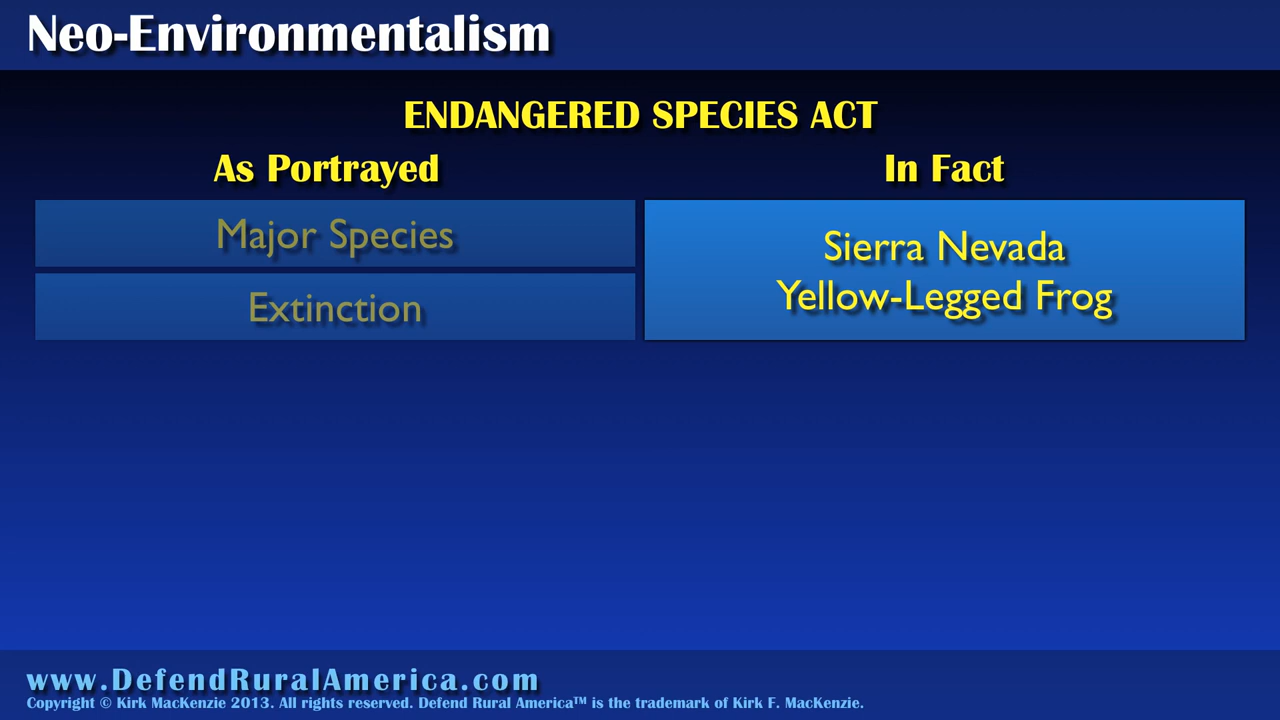 Neo-Environmentalism
ENDANGERED SPECIES ACT
As Portrayed
In Fact
Major Species
Extinction
Sierra Nevada
Yellow-Legged Frog
www.DefendRuralAmerica.com
Copyright © Kirk MacKenzie 2013. All rights reserved. Defend Rural America™ is the trademark of Kirk F. MacKenzie.